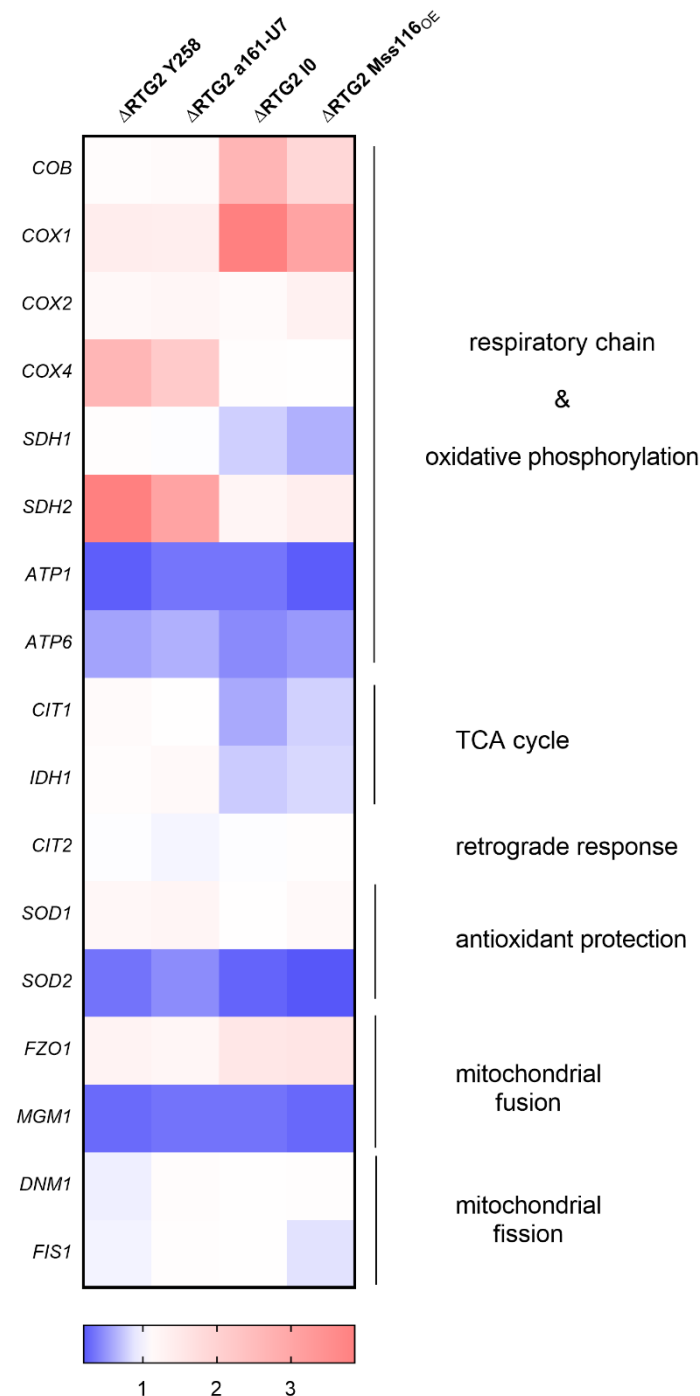 ΔRTG2 Y258
ΔRTG2 a161-U7
ΔRTG2 I0
ΔRTG2 Mss116OE
COB
COX1
COX2
COX4
SDH1
SDH2
ATP1
ATP6
respiratory chain
&
oxidative phosphorylation
CIT1
IDH1
TCA cycle
CIT2
retrograde response
SOD1
SOD2
antioxidant protection
FZO1
MGM1
mitochondrial
fusion
DNM1
FIS1
mitochondrial
fission
1 2 3